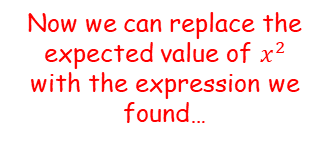 Now we can replace the
expected value of x²
with the expression we
found…